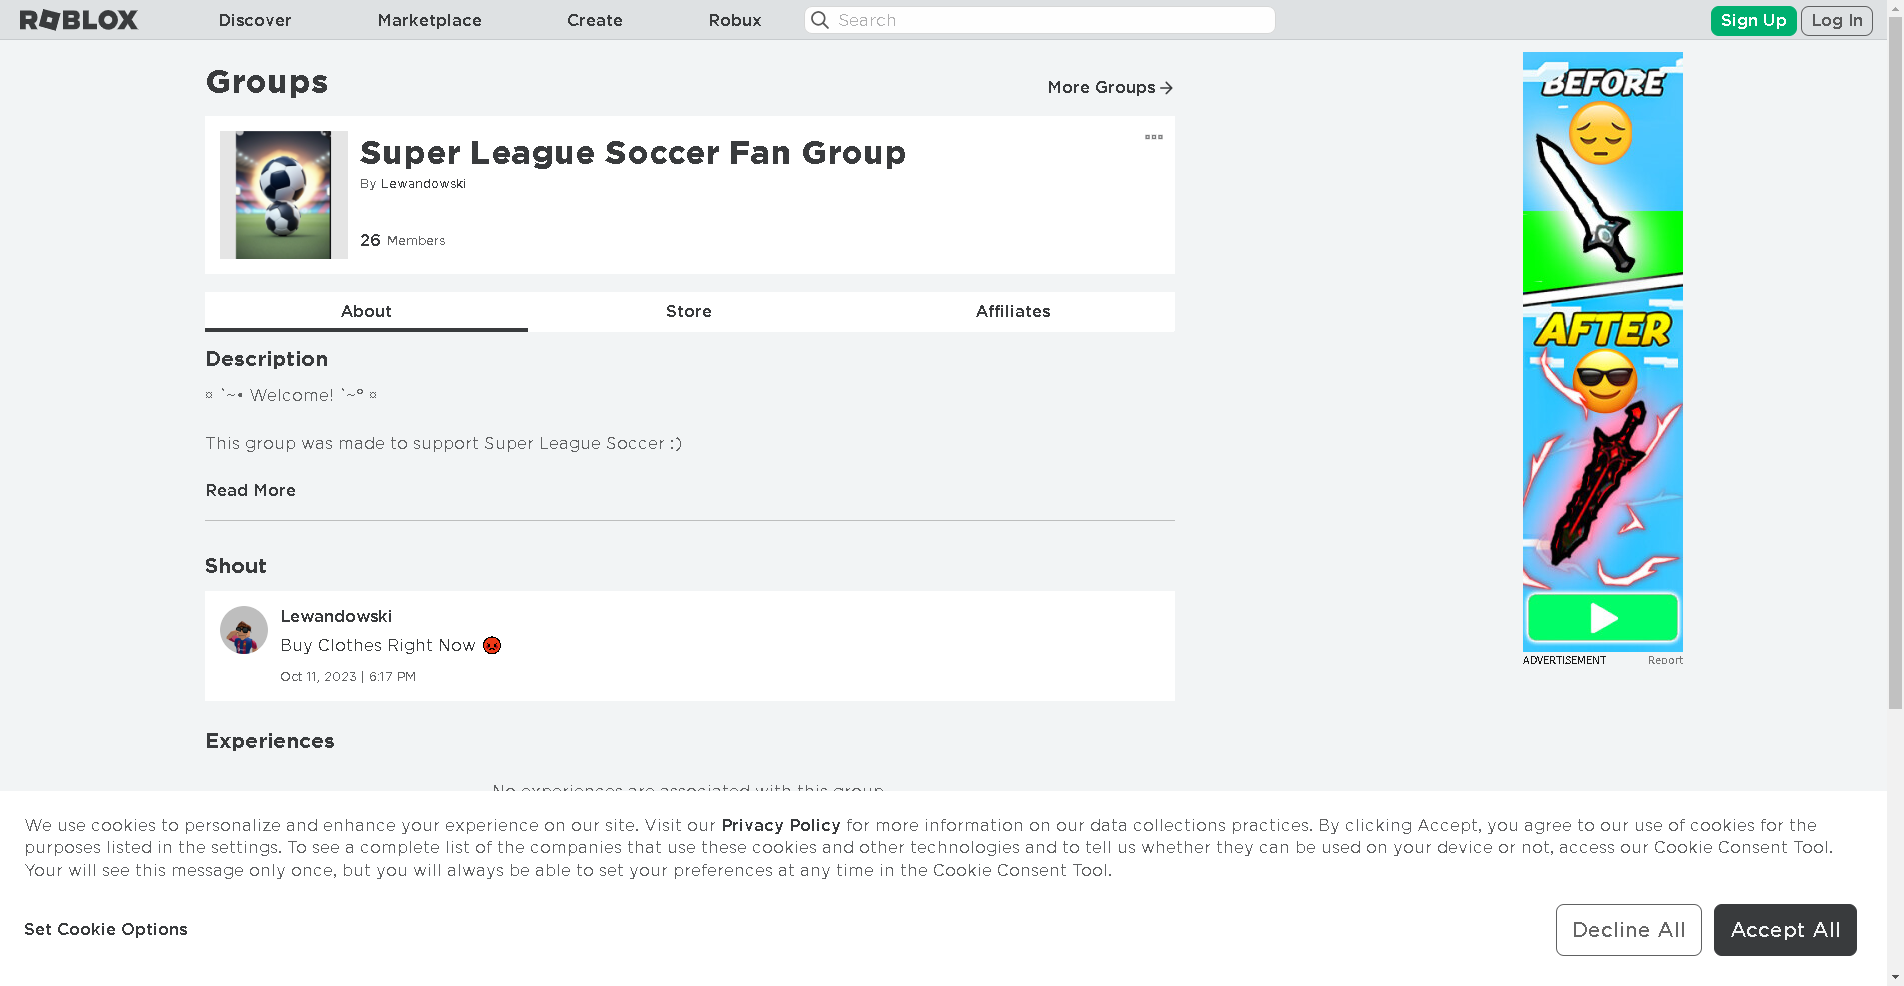 ROBLOX
Discover
Marketplace
Create
Robux
Search
Sign Up
Log In
Groups
More Groups
Super League Soccer Fan Group
By Lewandowski
26 Members
About
Store
Affiliates
Description
¤ `~• Welcome! `~° ¤
This group was made to support Super League Soccer :)
Read More
Shout
Lewandowski
Buy Clothes Right Now 😡
Oct 11, 2023 | 6:17 PM
Experiences
No experiences are associated with this group
BEFORE
AFTER
ADVERTISEMENT
Report
We use cookies to personalize and enhance your experience on our site. Visit our Privacy Policy for more information on our data collections practices. By clicking Accept, you agree to our use of cookies for the
purposes listed in the settings. To see a complete list of the companies that use these cookies and other technologies and to tell us whether they can be used on your device or not, access our Cookie Consent Tool.
Your will see this message only once, but you will always be able to set your preferences at any time in the Cookie Consent Tool.
Set Cookie Options
Decline All
Accept All